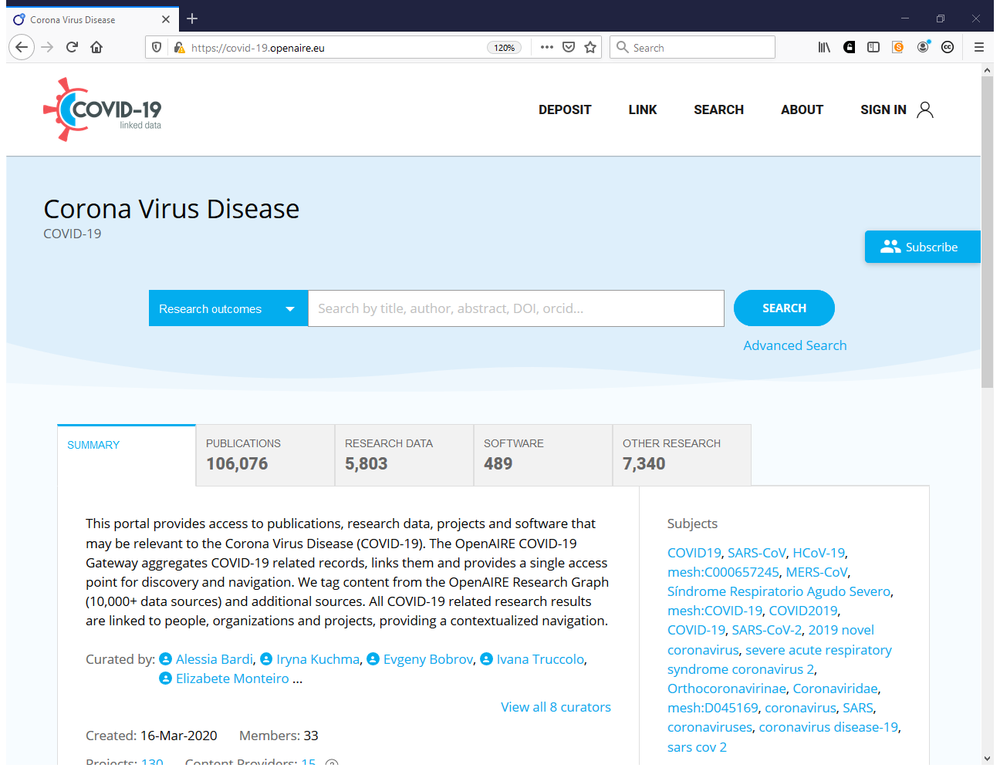 Corona Virus Disease
https://covid-19.openaire.eu
120%
Search
COVID-19
linked data
DEPOSIT
LINK
SEARCH
ABOUT
SIGN IN
Corona Virus Disease
COVID-19
Subscribe
Research outcomes
Search by title, author, abstract, DOI, orcid...
SEARCH
Advanced Search
SUMMARY
PUBLICATIONS
106,076
RESEARCH DATA
5,803
SOFTWARE
489
OTHER RESEARCH
7,340
This portal provides access to publications, research data, projects and software that
may be relevant to the Corona Virus Disease (COVID-19). The OpenAIRE COVID-19
Gateway aggregates COVID-19 related records, links them and provides a single access
point for discovery and navigation. We tag content from the OpenAIRE Research Graph
(10,000+ data sources) and additional sources. All COVID-19 related research results
are linked to people, organizations and projects, providing a contextualized navigation.
Curated by: Alessia Bardi, Iryna Kuchma, Evgeny Bobrov, Ivana Truccolo,
Elizabete Monteiro ...
View all 8 curators
Created: 16-Mar-2020 Members: 33
Projects: 130 Content Providers: 15 ?
Subjects
COVID19, SARS-CoV, HCoV-19,
mesh:C000657245, MERS-CoV,
Síndrome Respiratorio Agudo Severo,
mesh:COVID-19, COVID2019,
COVID-19, SARS-CoV-2, 2019 novel
coronavirus, severe acute respiratory
syndrome coronavirus 2,
Orthocoronavirinae, Coronaviridae,
mesh:D045169, coronavirus, SARS,
coronaviruses, coronavirus disease-19,
sars cov 2